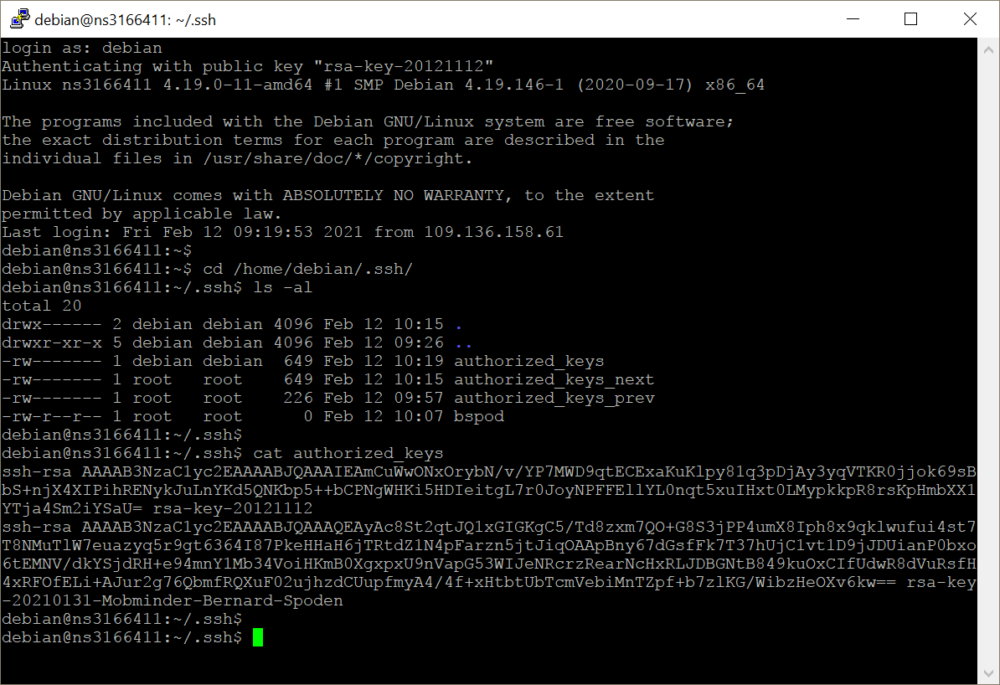 debian@ns3166411: ~/.ssh
login as: debian
Authenticating with public key "rsa-key-20121112"
Linux ns3166411 4.19.0-11-amd64 #1 SMP Debian 4.19.146-1 (2020-09-17) x86_64
The programs included with the Debian GNU/Linux system are free software;
the exact distribution terms for each program are described in the
individual files in /usr/share/doc/*/copyright.
Debian GNU/Linux comes with ABSOLUTELY NO WARRANTY, to the extent
permitted by applicable law.
Last login: Fri Feb 12 09:19:53 2021 from 109.136.158.61
debian@ns3166411:~$
debian@ns3166411:~$ cd /home/debian/.ssh/
debian@ns3166411:~/.ssh$ ls -al
total 20
drwx------ 2 debian debian 4096 Feb 12 10:15 .
drwxr-xr-x 5 debian debian 4096 Feb 12 09:26 ..
-rw------- 1 debian debian  649 Feb 12 10:19 authorized_keys
-rw------- 1 root   root    649 Feb 12 10:15 authorized_keys_next
-rw------- 1 root   root    226 Feb 12 09:57 authorized_keys_prev
-rw-r--r-- 1 root   root      0 Feb 12 10:07 bspod
debian@ns3166411:~/.ssh$
debian@ns3166411:~/.ssh$ cat authorized_keys
ssh-rsa AAAAB3NzaC1yc2EAAAABJQAAAIEAmCuWwONxOrybN/v/YP7MWD9qtECExaKuKlpy81q3pDjAy3yqVTKR0jjok69sB
bS+njX4XIPihRENykJuLnYKd5QNKbp5++bCPNgWHKi5HDIeitgL7r0JoyNPFFEllYL0nqt5xuIHxt0LMypkkpR8rsKpHmbXX1
YTja4Sm2iYSaU= rsa-key-20121112
ssh-rsa AAAAB3NzaC1yc2EAAAABJQAAAQEAyAc8St2qtJQ1xGIGKgC5/Td8zxm7QO+G8S3jPP4umX8Iph8x9qklwufui4st7
T8NMuTlW7euazyq5r9gt6364I87PkeHHaH6jTRtdZ1N4pFarzn5jtJiqOAApBny67dGsfFk7T37hUjC1vt1D9jJDUianP0bxo
6tEMNV/dkYSjdRH+e94mnY1Mb34VoiHKmB0XgxpxU9nVapG53WIJeNRcrzRearNcHxRLJDBGNtB849kuOxCIfUdwR8dVuRsfH
4xRFOfELi+AJur2g76QbmfRQXuF02ujhzdCUupfmyA4/4f+xHtbtUbTcmVebiMnTZpf+b7zlKG/WibzHeOXv6kw== rsa-key
-20210131-Mobminder-Bernard-Spoden
debian@ns3166411:~/.ssh$
debian@ns3166411:~/.ssh$